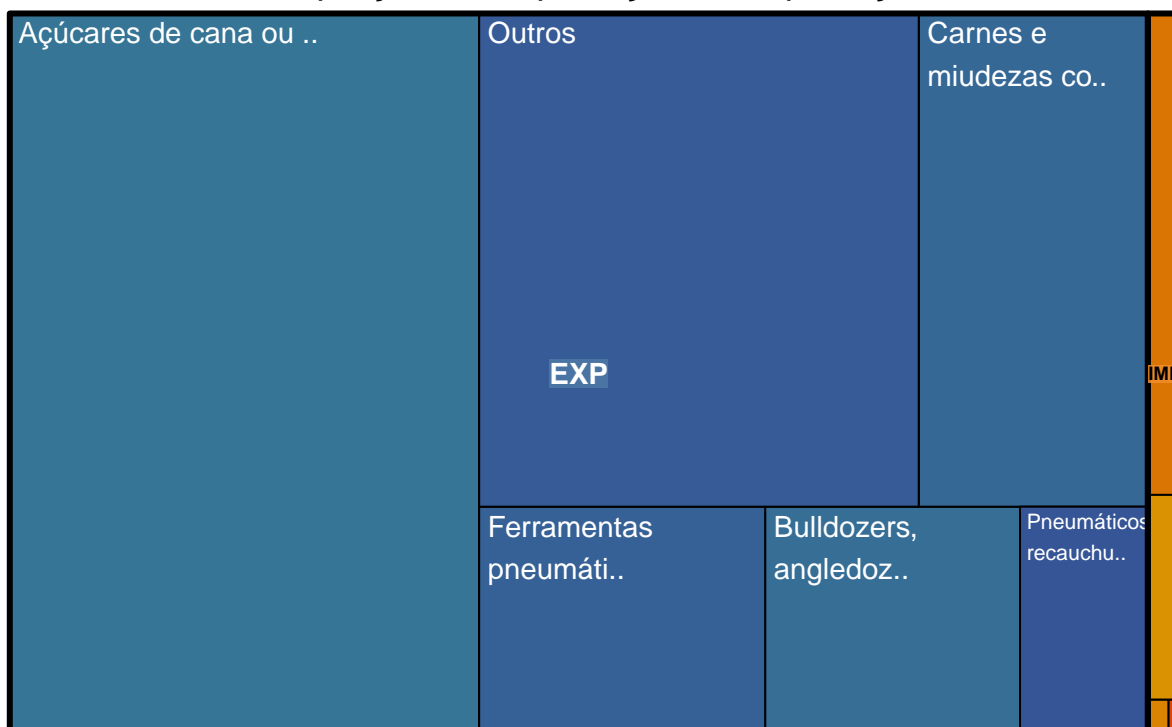 Açúcares de cana ou ..
Outros
Carnes e
miudezas co..
EXP
Ferramentas
pneumáti..
Bulldozers,
angledoz..
Pneumáticos
recauchu..